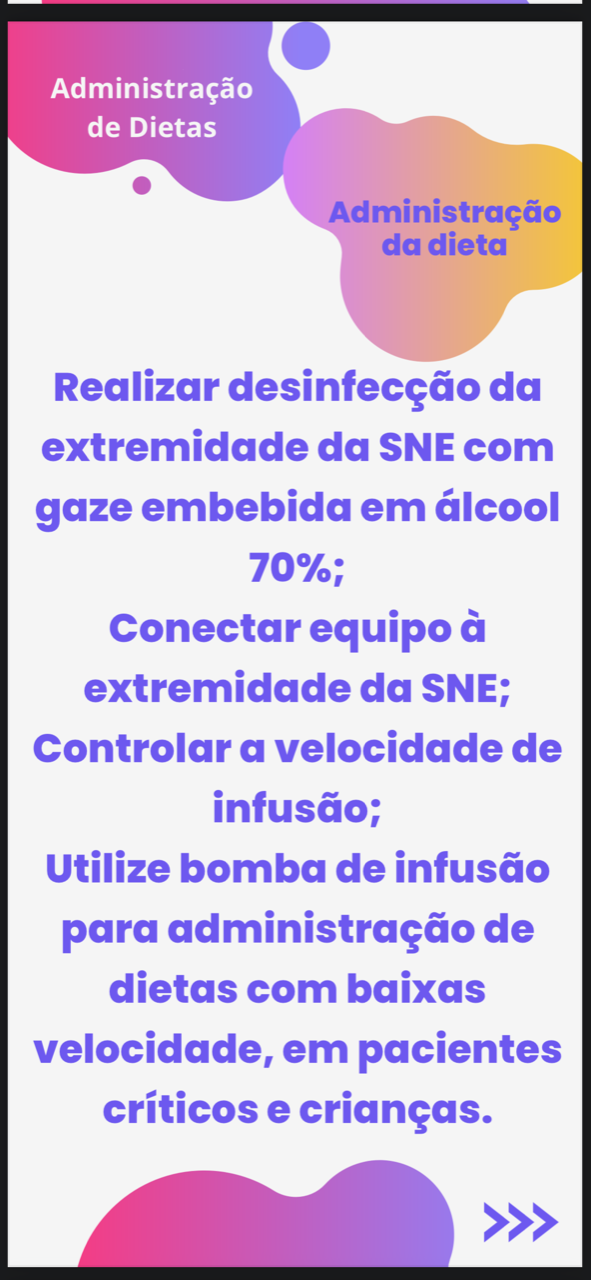 Administração
de Dietas
Administração
da dieta
Realizar desinfecção da
extremidade da SNE com
gaze embebida em álcool
70%;
Conectar equipo à
extremidade da SNE;
Controlar a velocidade de
infusão;
Utilize bomba de infusão
para administração de
dietas com baixas
velocidade, em pacientes
críticos e crianças.